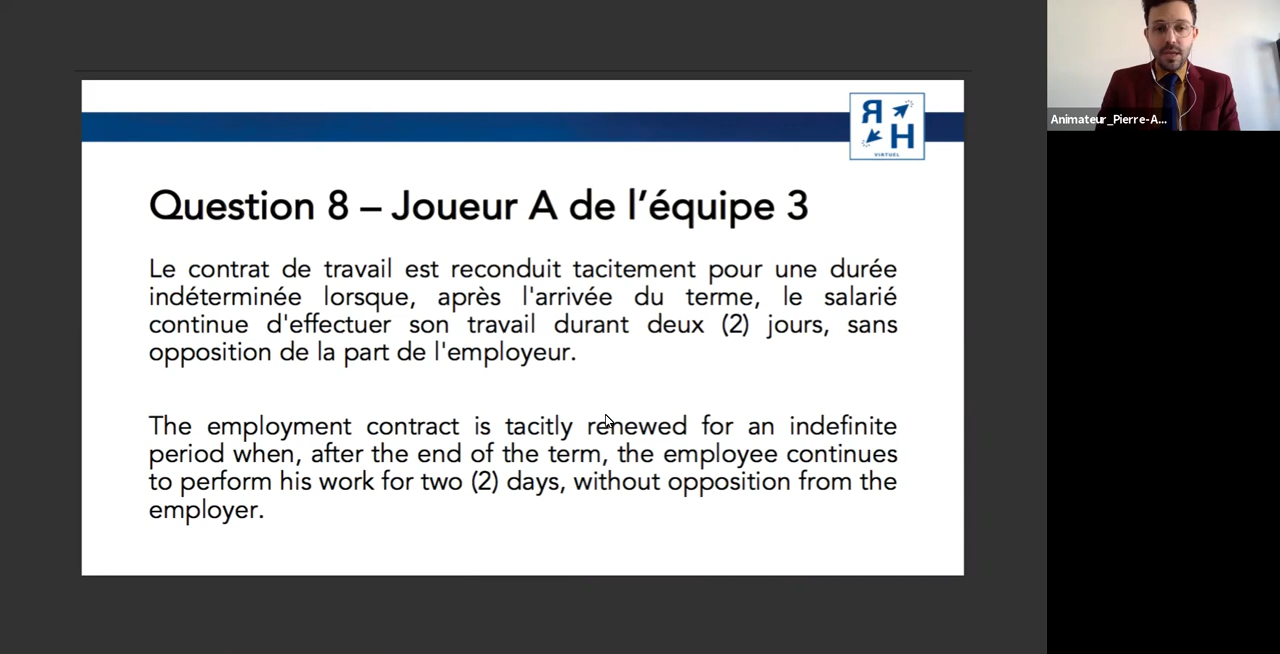 R
H
VIRTUEL
Animateur_Pierre-A...
Question 8 – Joueur A de l’équipe 3
Le contrat de travail est reconduit tacitement pour une durée
indéterminée lorsque, après l'arrivée du terme, le salarié
continue d'effectuer son travail durant deux (2) jours, sans
opposition de la part de l'employeur.
The employment contract is tacitly renewed for an indefinite
period when, after the end of the term, the employee continues
to perform his work for two (2) days, without opposition from the
employer.